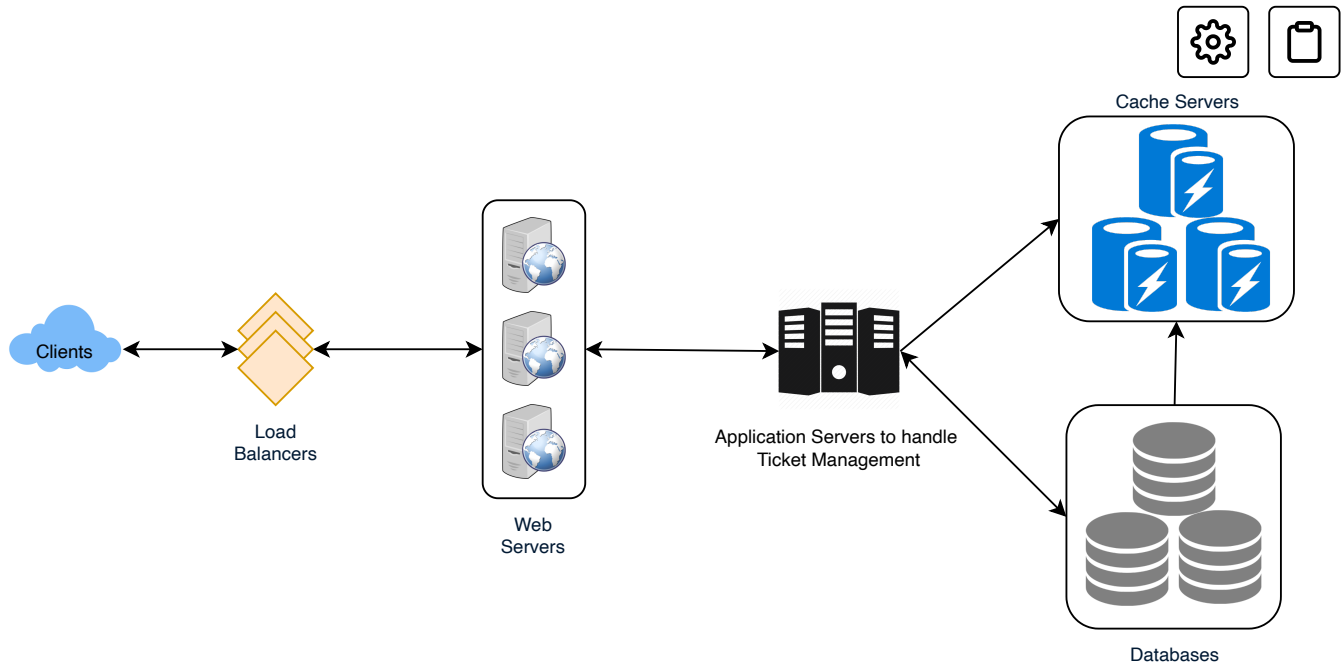 Cache Servers
Clients
Load
Balancers
Web
Servers
Application Servers to handle
Ticket Management
Databases